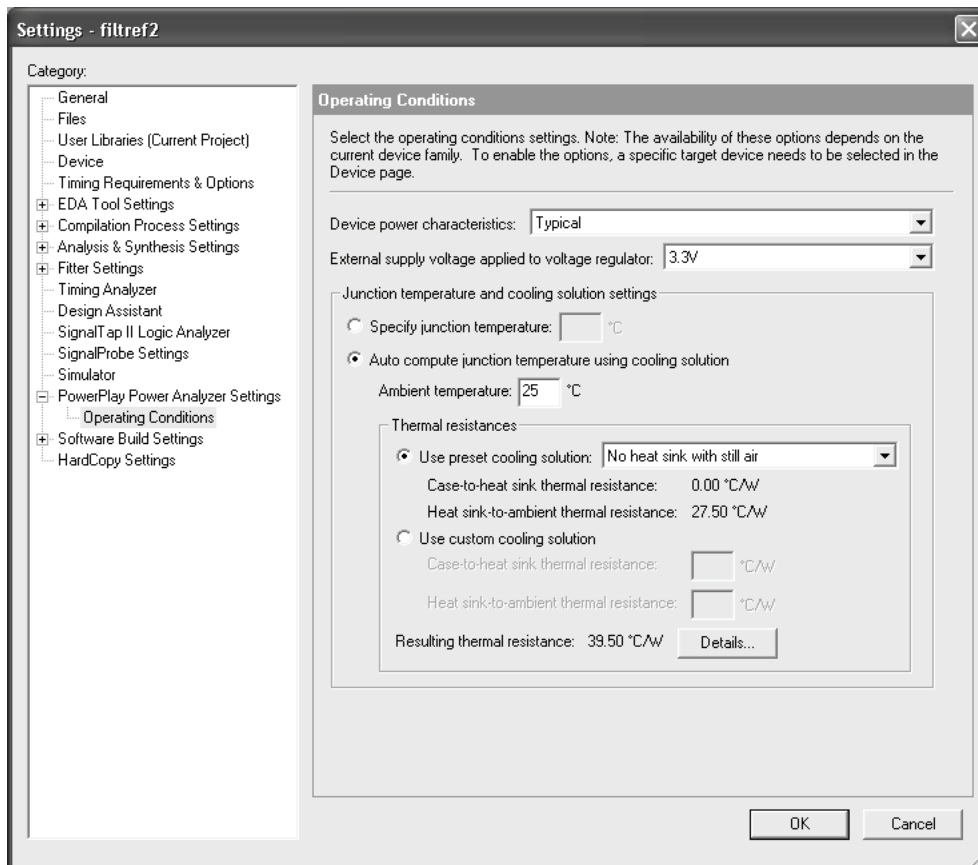 Settings - filtref2
Category:
General
Files
User Libraries (Current Project)
Device
Timing Requirements & Options
EDA Tool Settings
Compilation Process Settings
Analysis & Synthesis Settings
Fitter Settings
Timing Analyzer
Design Assistant
SignalTap II Logic Analyzer
SignalProbe Settings
Simulator
PowerPlay Power Analyzer Settings
Operating Conditions
Software Build Settings
HardCopy Settings
Operating Conditions
Select the operating conditions settings. Note: The availability of these options depends on the
current device family.  To enable the options, a specific target device needs to be selected in the
Device page.
Device power characteristics: Typical
External supply voltage applied to voltage regulator: 3.3V
Junction temperature and cooling solution settings
Specify junction temperature: °C
Auto compute junction temperature using cooling solution
Ambient temperature: 25 °C
Thermal resistances
Use preset cooling solution: No heat sink with still air
Case-to-heat sink thermal resistance: 0.00 °C/W
Heat sink-to-ambient thermal resistance: 27.50 °C/W
Use custom cooling solution
Case-to-heat sink thermal resistance: °C/W
Heat sink-to-ambient thermal resistance: °C/W
Resulting thermal resistance: 39.50 °C/W Details...
OK Cancel